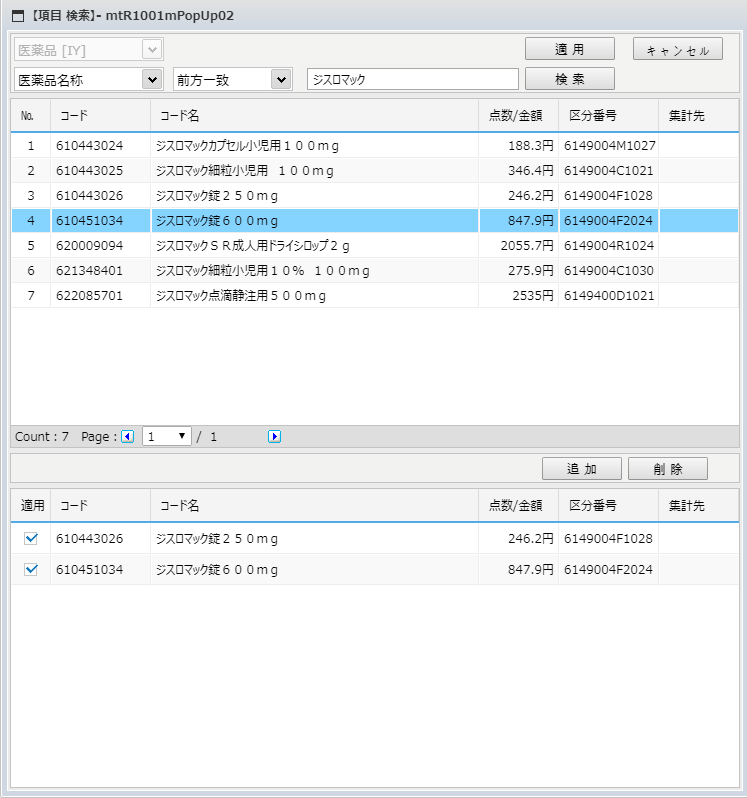 【項目 検索】- mtR1001mPopUp02
医薬品 [IY] 適用 キャンセル
医薬品名称 前方一致 ジスロマック 検索
No. コード コード名 点数/金額 区分番号 集計先
1 610443024 ジスロマックカプセル小児用１００ｍｇ 188.3円 6149004M1027
2 610443025 ジスロマック細粒小児用　１００ｍｇ 346.4円 6149004C1021
3 610443026 ジスロマック錠２５０ｍｇ 246.2円 6149004F1028
4 610451034 ジスロマック錠６００ｍｇ 847.9円 6149004F2024
5 620009094 ジスロマックＳＲ成人用ドライシロップ２ｇ 2055.7円 6149004R1024
6 621348401 ジスロマック細粒小児用１０％　１００ｍｇ 275.9円 6149004C1030
7 622085701 ジスロマック点滴静注用５００ｍｇ 2535円 6149400D1021
Count : 7 Page : 1 / 1
追加 削除
適用 コード コード名 点数/金額 区分番号 集計先
610443026 ジスロマック錠２５０ｍｇ 246.2円 6149004F1028
610451034 ジスロマック錠６００ｍｇ 847.9円 6149004F2024